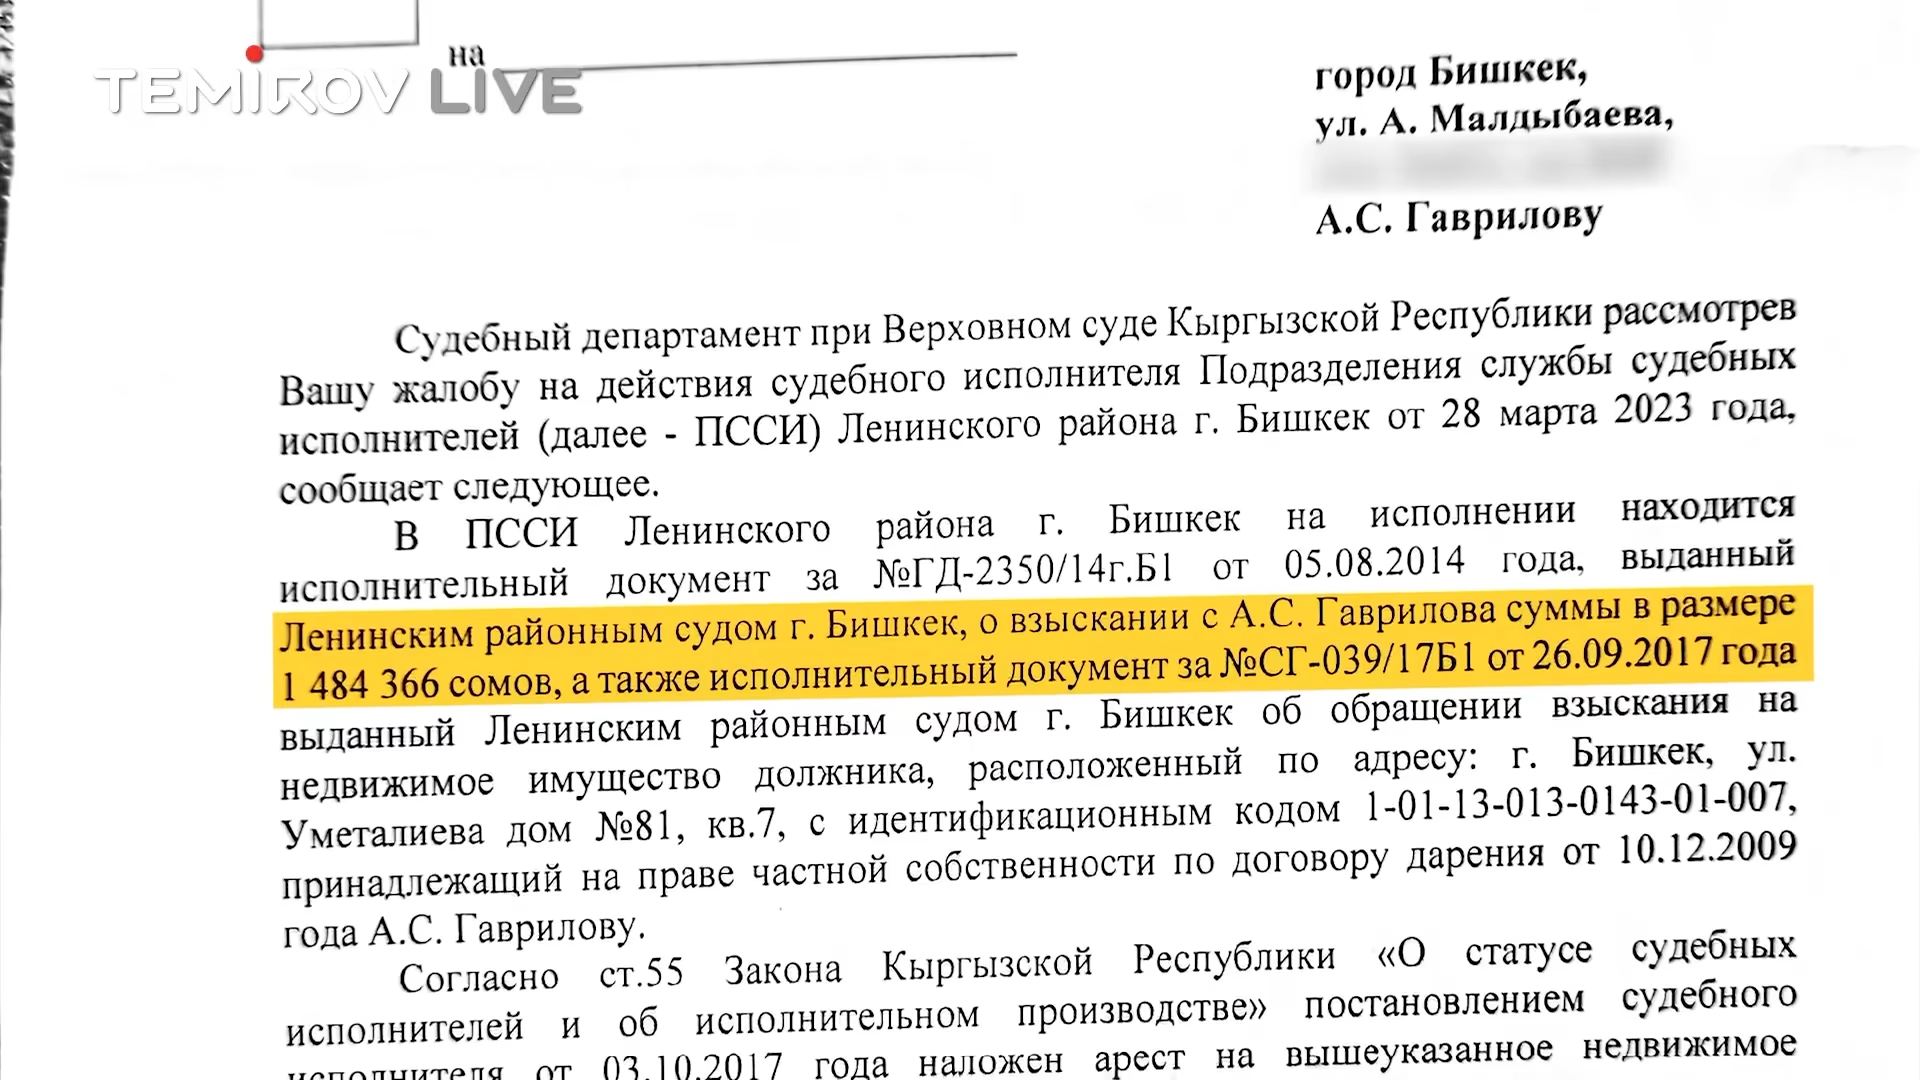 на
TEMIROV LIVE
город Бишкек,
ул. А. Малдыбаева,
А.С. Гаврилову
Судебный департамент при Верховном суде Кыргызской Республики рассмотрев
Вашу жалобу на действия судебного исполнителя Подразделения службы судебных
исполнителей (далее - ПССИ) Ленинского района г. Бишкек от 28 марта 2023 года,
сообщает следующее.
В ПССИ Ленинского района г. Бишкек на исполнении находится
исполнительный документ за №ГД-2350/14г.Б1 от 05.08.2014 года, выданный
Ленинским районным судом г. Бишкек, о взыскании с А.С. Гаврилова суммы в размере
1 484 366 сомов, а также исполнительный документ за №СГ-039/17Б1 от 26.09.2017 года
выданный Ленинским районным судом г. Бишкек об обращении взыскания на
недвижимое имущество должника, расположенный по адресу: г. Бишкек, ул.
Уметалиева дом №81, кв.7, с идентификационным кодом 1-01-13-013-0143-01-007,
принадлежащий на праве частной собственности по договору дарения от 10.12.2009
года А.С. Гаврилову.
Согласно ст.55 Закона Кыргызской Республики «О статусе судебных
исполнителей и об исполнительном производстве» постановлением судебного
исполнителя от 03.10.2017 года наложен арест на вышеуказанное недвижимое